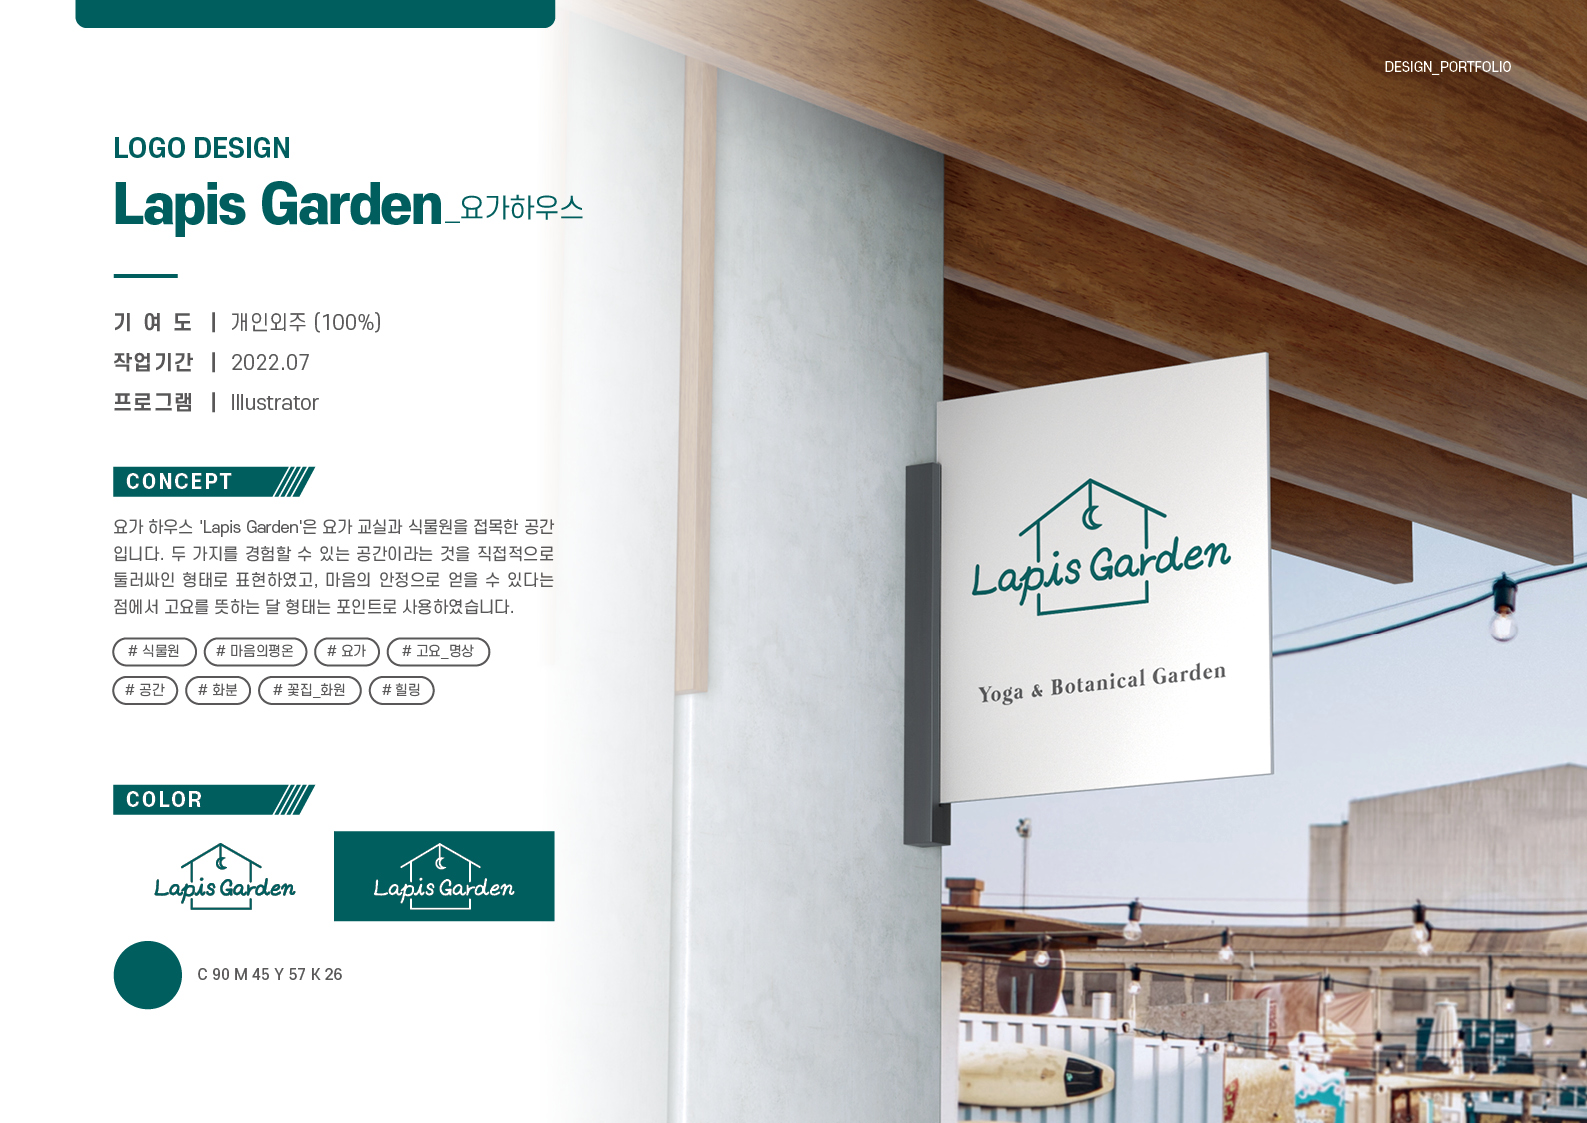 DESIGN_PORTFOLIO
LOGO DESIGN
Lapis Garden_요가하우스
기 여 도 | 개인외주 (100%)
작업기간 | 2022.07
프로그램 | Illustrator
CONCEPT
요가 하우스 'Lapis Garden'은 요가 교실과 식물원을 접목한 공간
입니다. 두 가지를 경험할 수 있는 공간이라는 것을 직접적으로
둘러싸인 형태로 표현하였고, 마음의 안정으로 얻을 수 있다는
점에서 고요를 뜻하는 달 형태는 포인트로 사용하였습니다.
# 식물원 # 마음의평온 # 요가 # 고요_명상
# 공간 # 화분 # 꽃집_화원 # 힐링
COLOR
Lapis Garden Lapis Garden
C 90 M 45 Y 57 K 26
Lapis Garden
Yoga & Botanical Garden